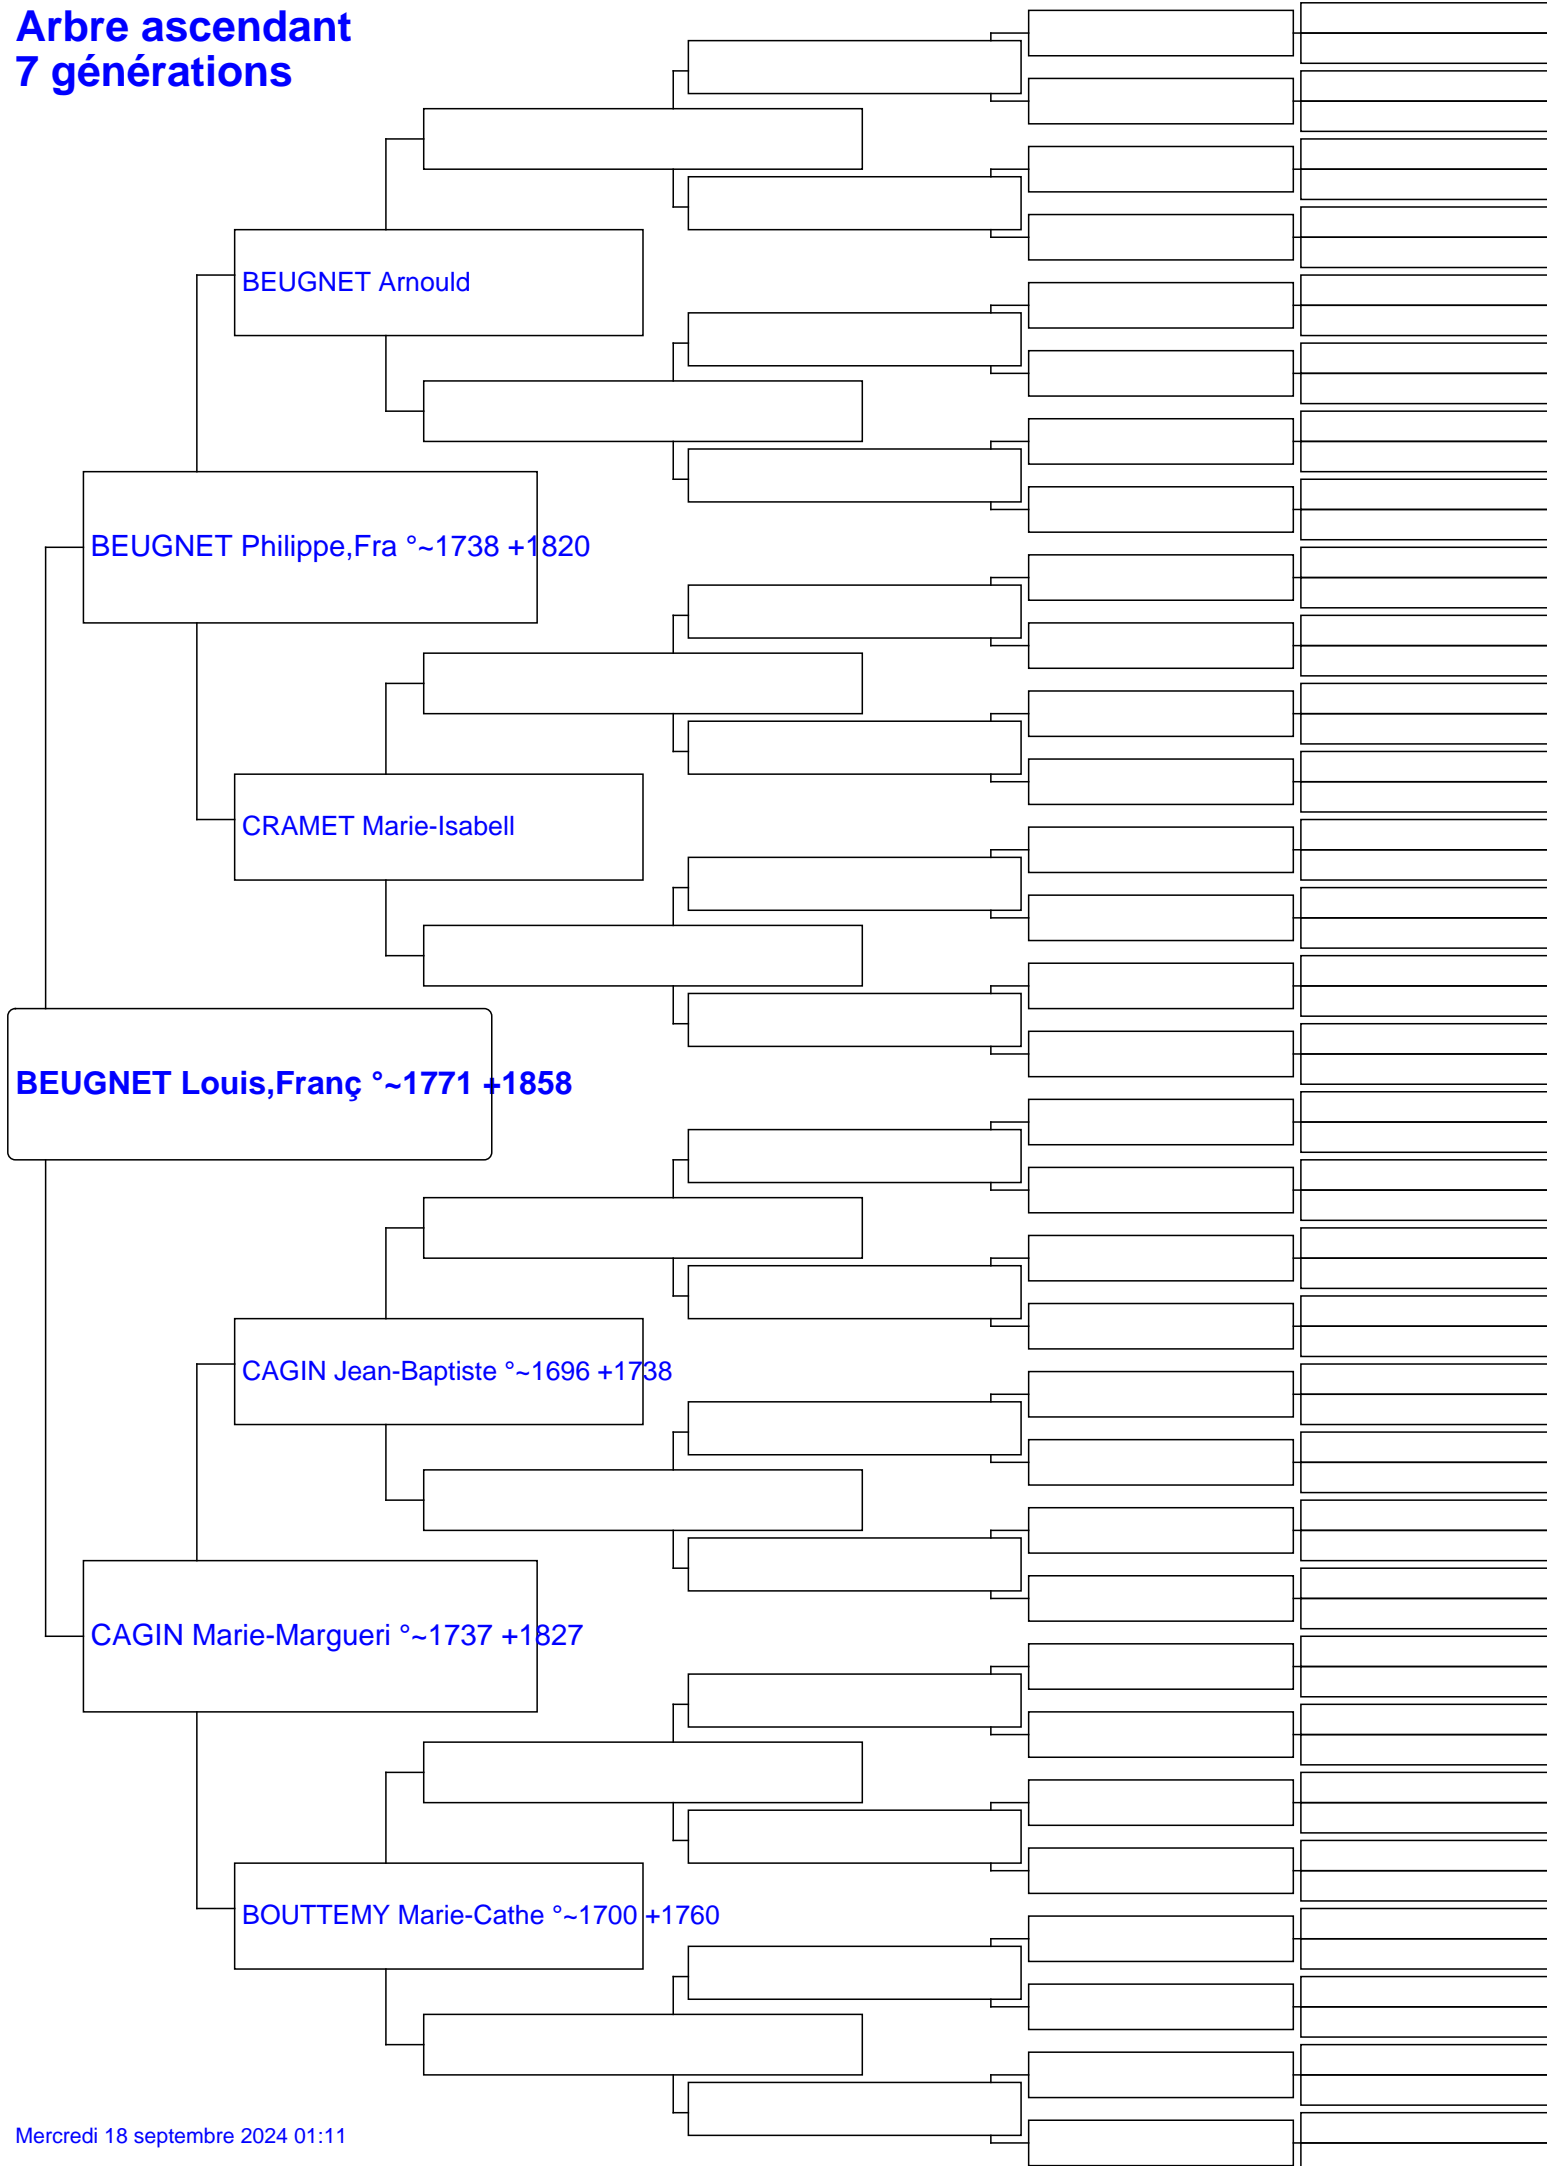 Arbre ascendant
7 générations
BEUGNET Arnould
BEUGNET Philippe,Fra °~1738 +1820
CRAMET Marie-Isabell
BEUGNET Louis,Franç °~1771 +1858
CAGIN Jean-Baptiste °~1696 +1738
CAGIN Marie-Margueri °~1737 +1827
BOUTTEMY Marie-Cathe °~1700 +1760
Mercredi 18 septembre 2024 01:11